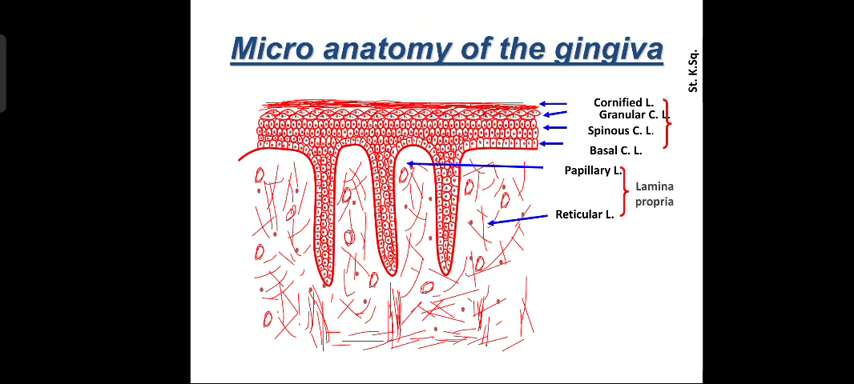 Micro anatomy of the gingiva
St. K.Sq.
Cornified L.
Granular C. L.
Spinous C. L.
Basal C. L.
Papillary L.
Lamina
propria
Reticular L.